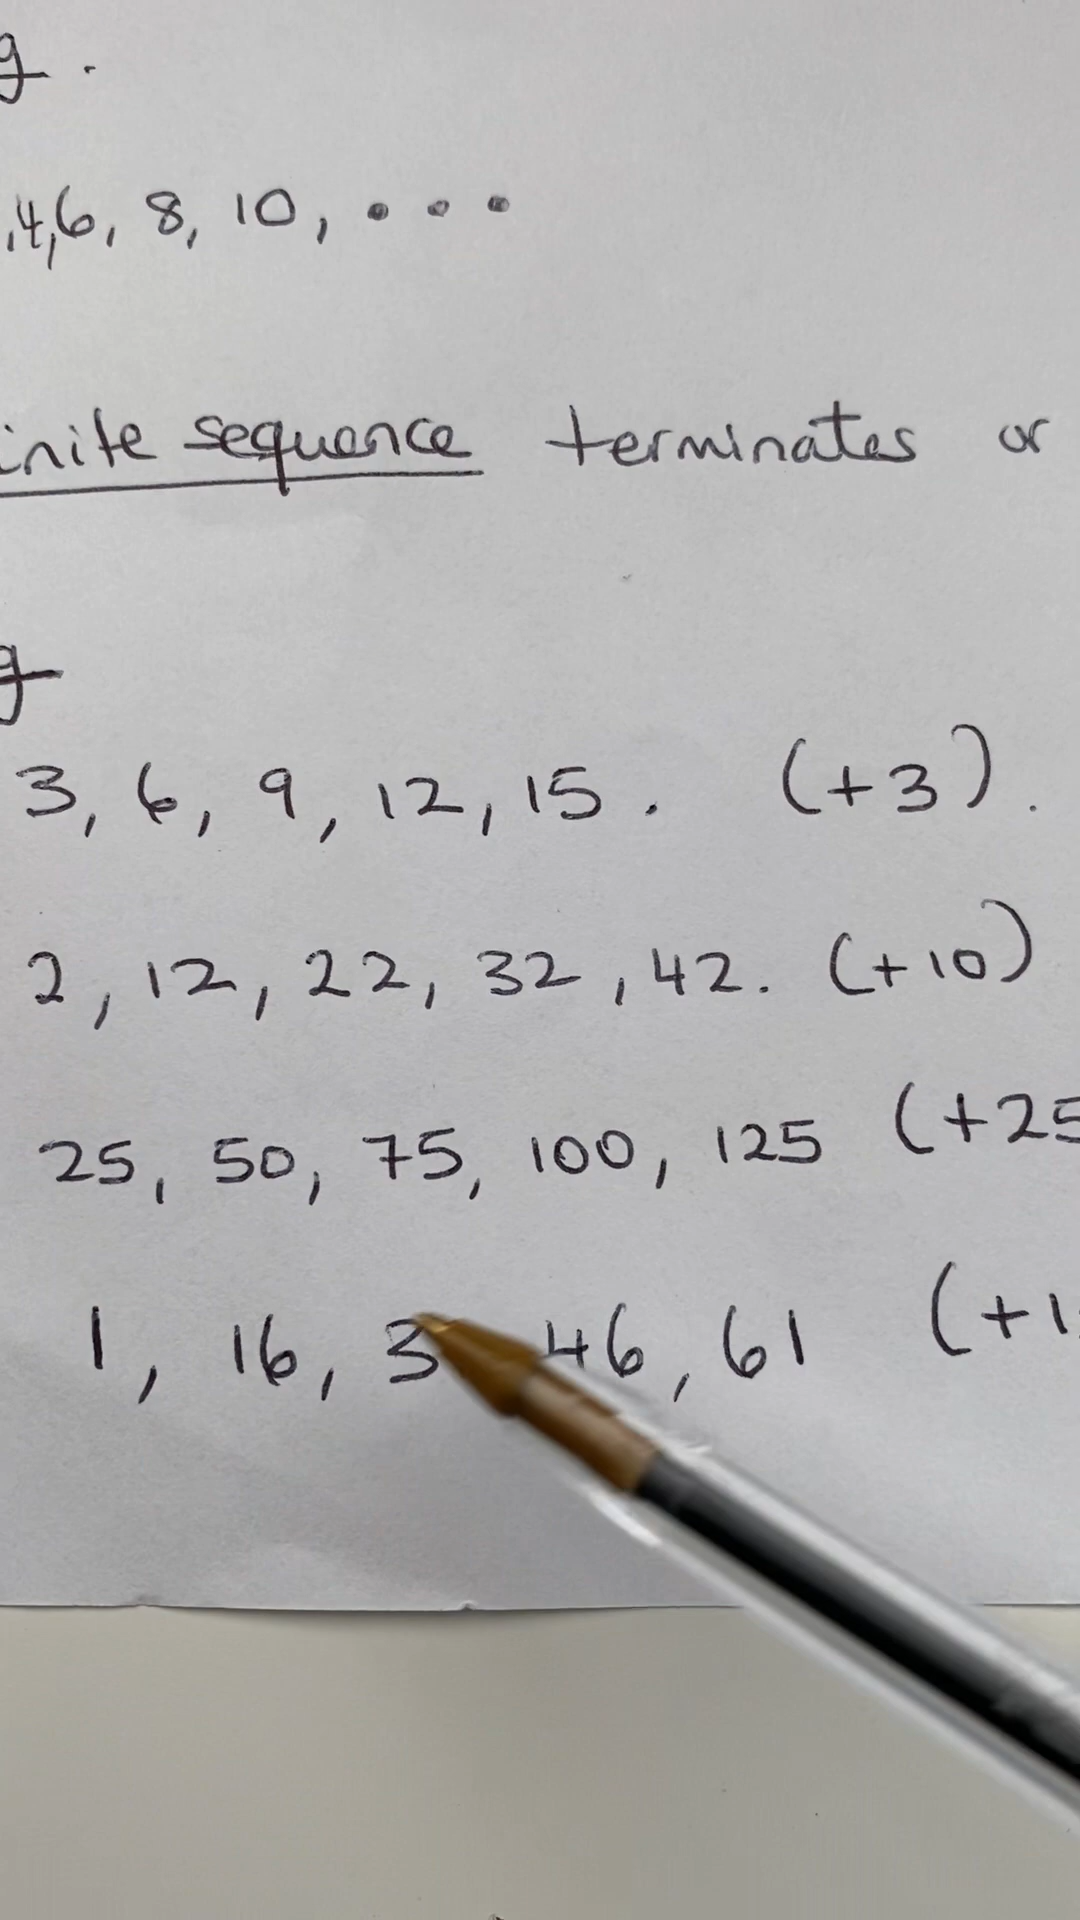 g.
,4,6, 8, 10, ...
inite sequence terminates or
g
3, 6, 9, 12, 15. (+3).
2, 12, 22, 32, 42. (+10)
25, 50, 75, 100, 125 (+25
1, 16, 3 46, 61 (+1